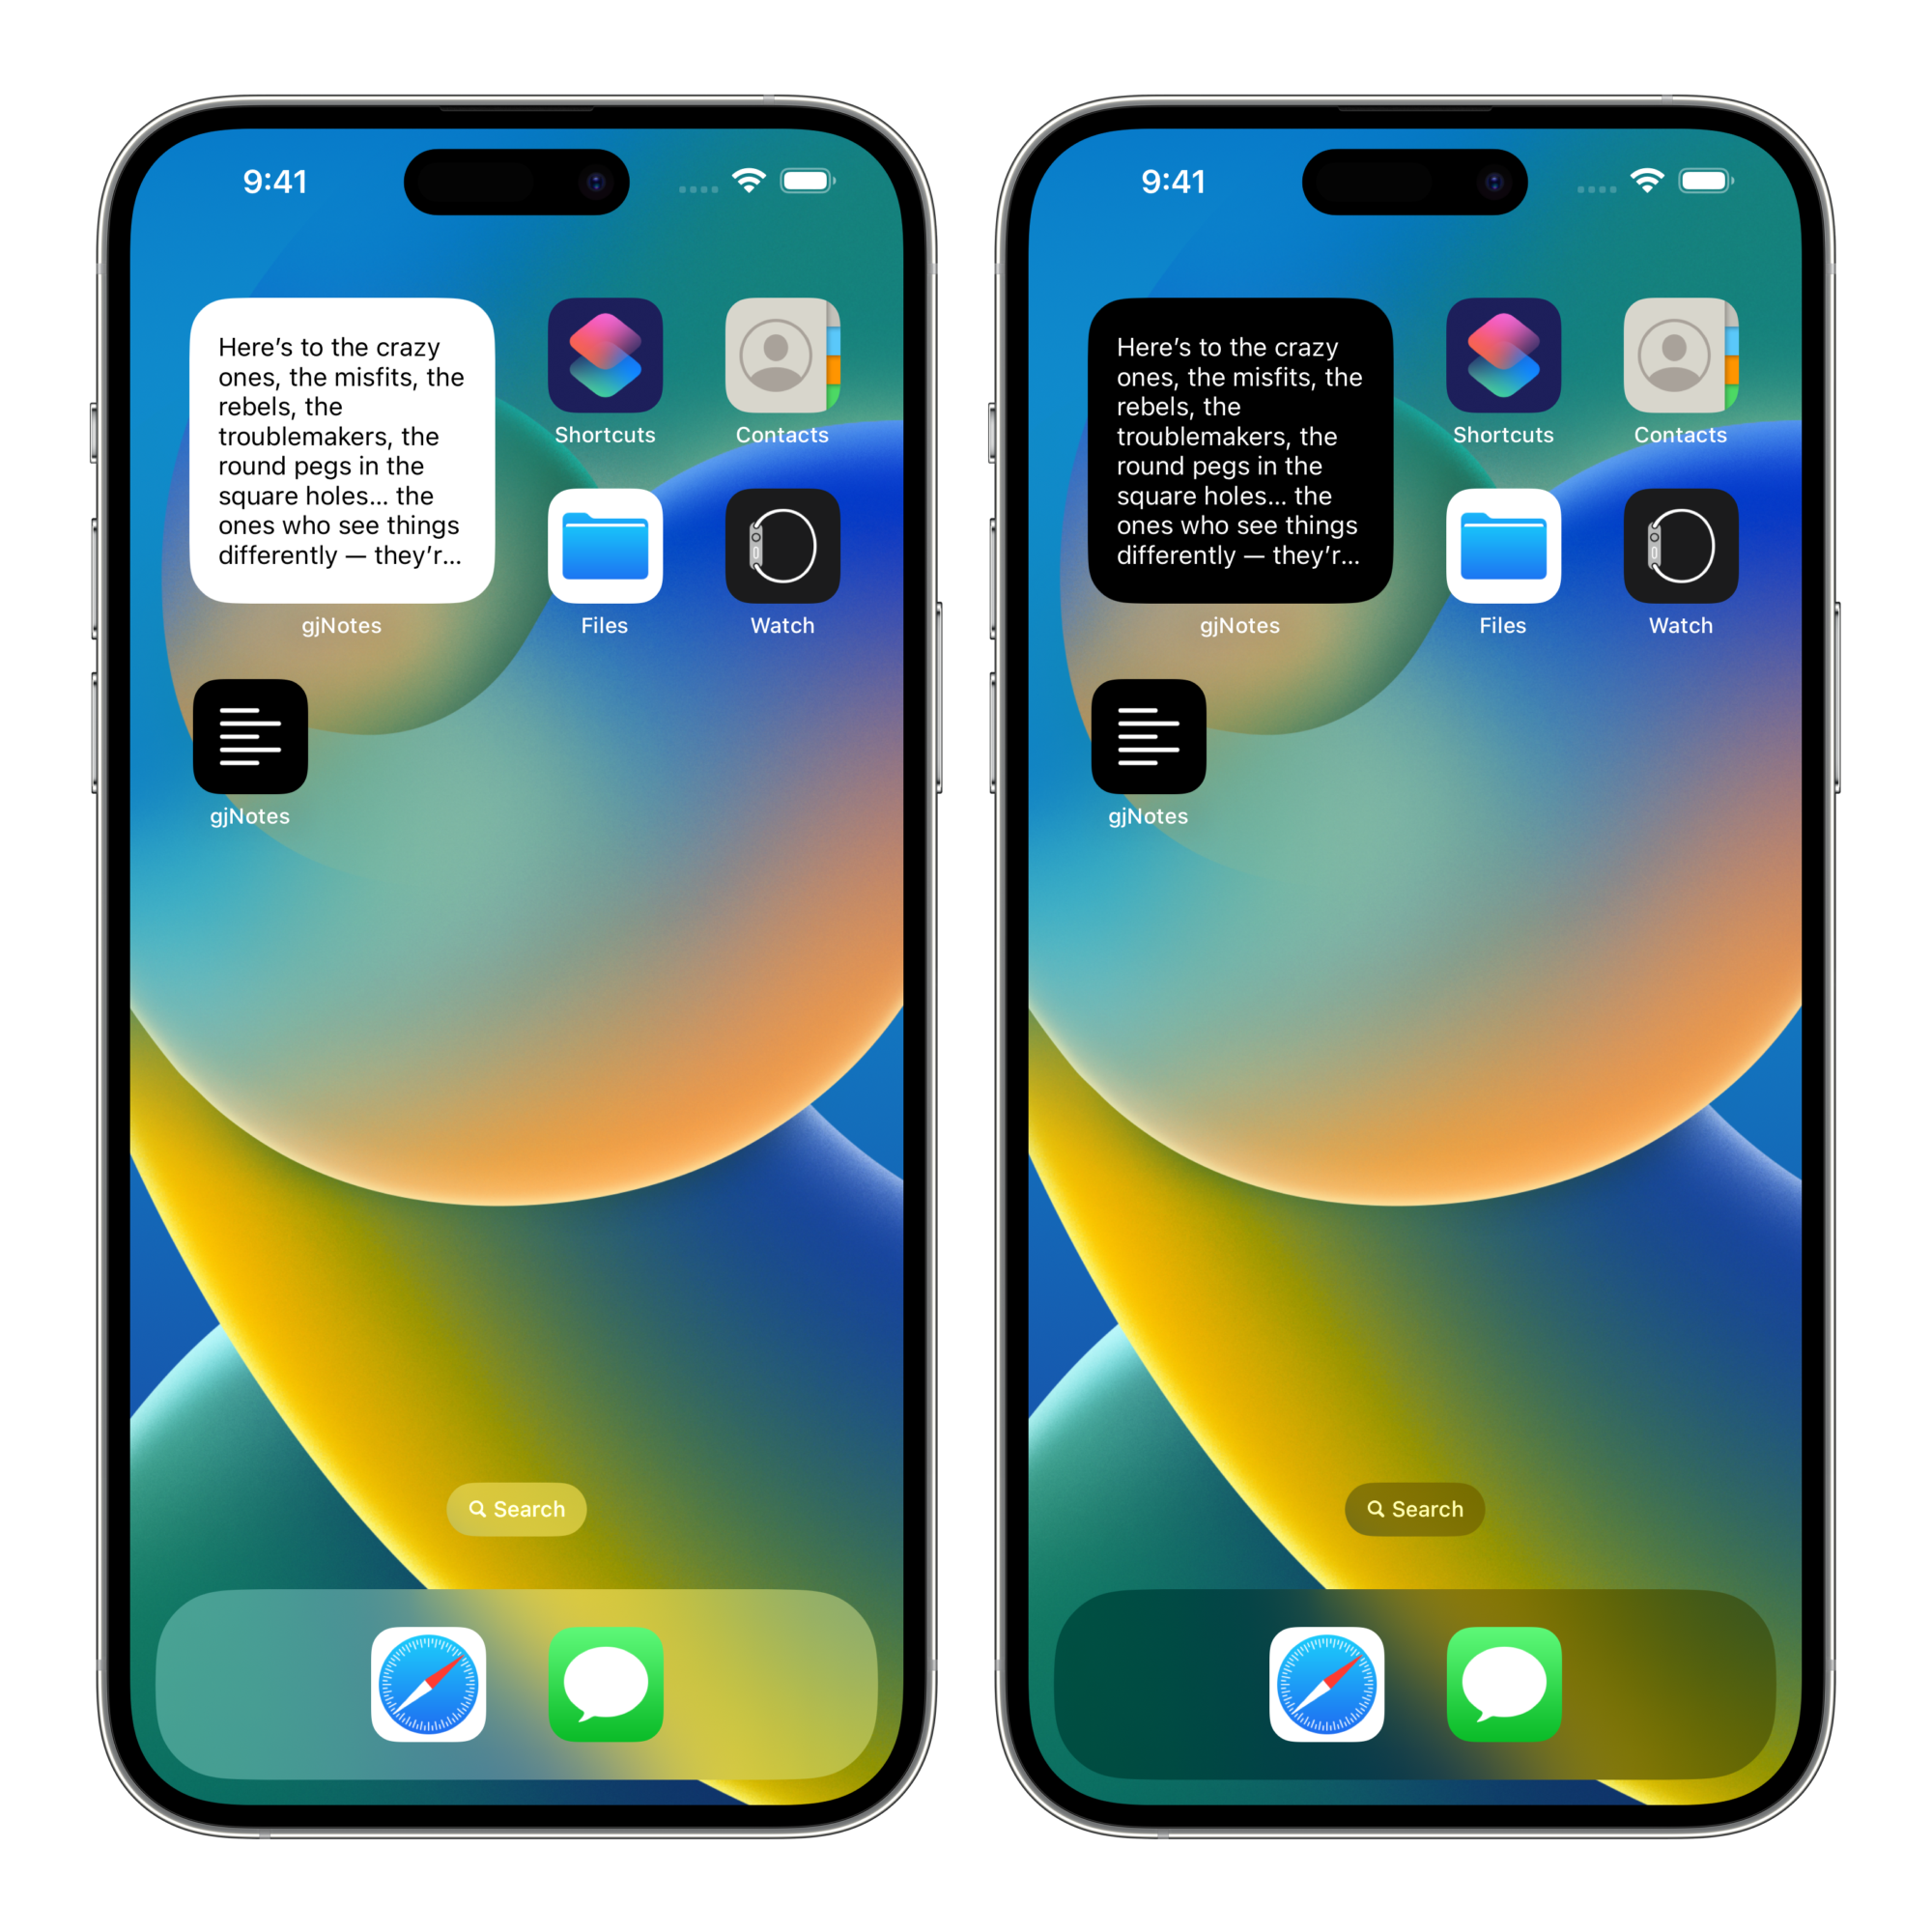 9:41
Here’s to the crazy
ones, the misfits, the
rebels, the
troublemakers, the
round pegs in the
square holes... the
ones who see things
differently — they’r...
gjNotes
Shortcuts
Contacts
Files
Watch
gjNotes
Search
9:41
Here’s to the crazy
ones, the misfits, the
rebels, the
troublemakers, the
round pegs in the
square holes... the
ones who see things
differently — they’r...
gjNotes
Shortcuts
Contacts
Files
Watch
gjNotes
Search